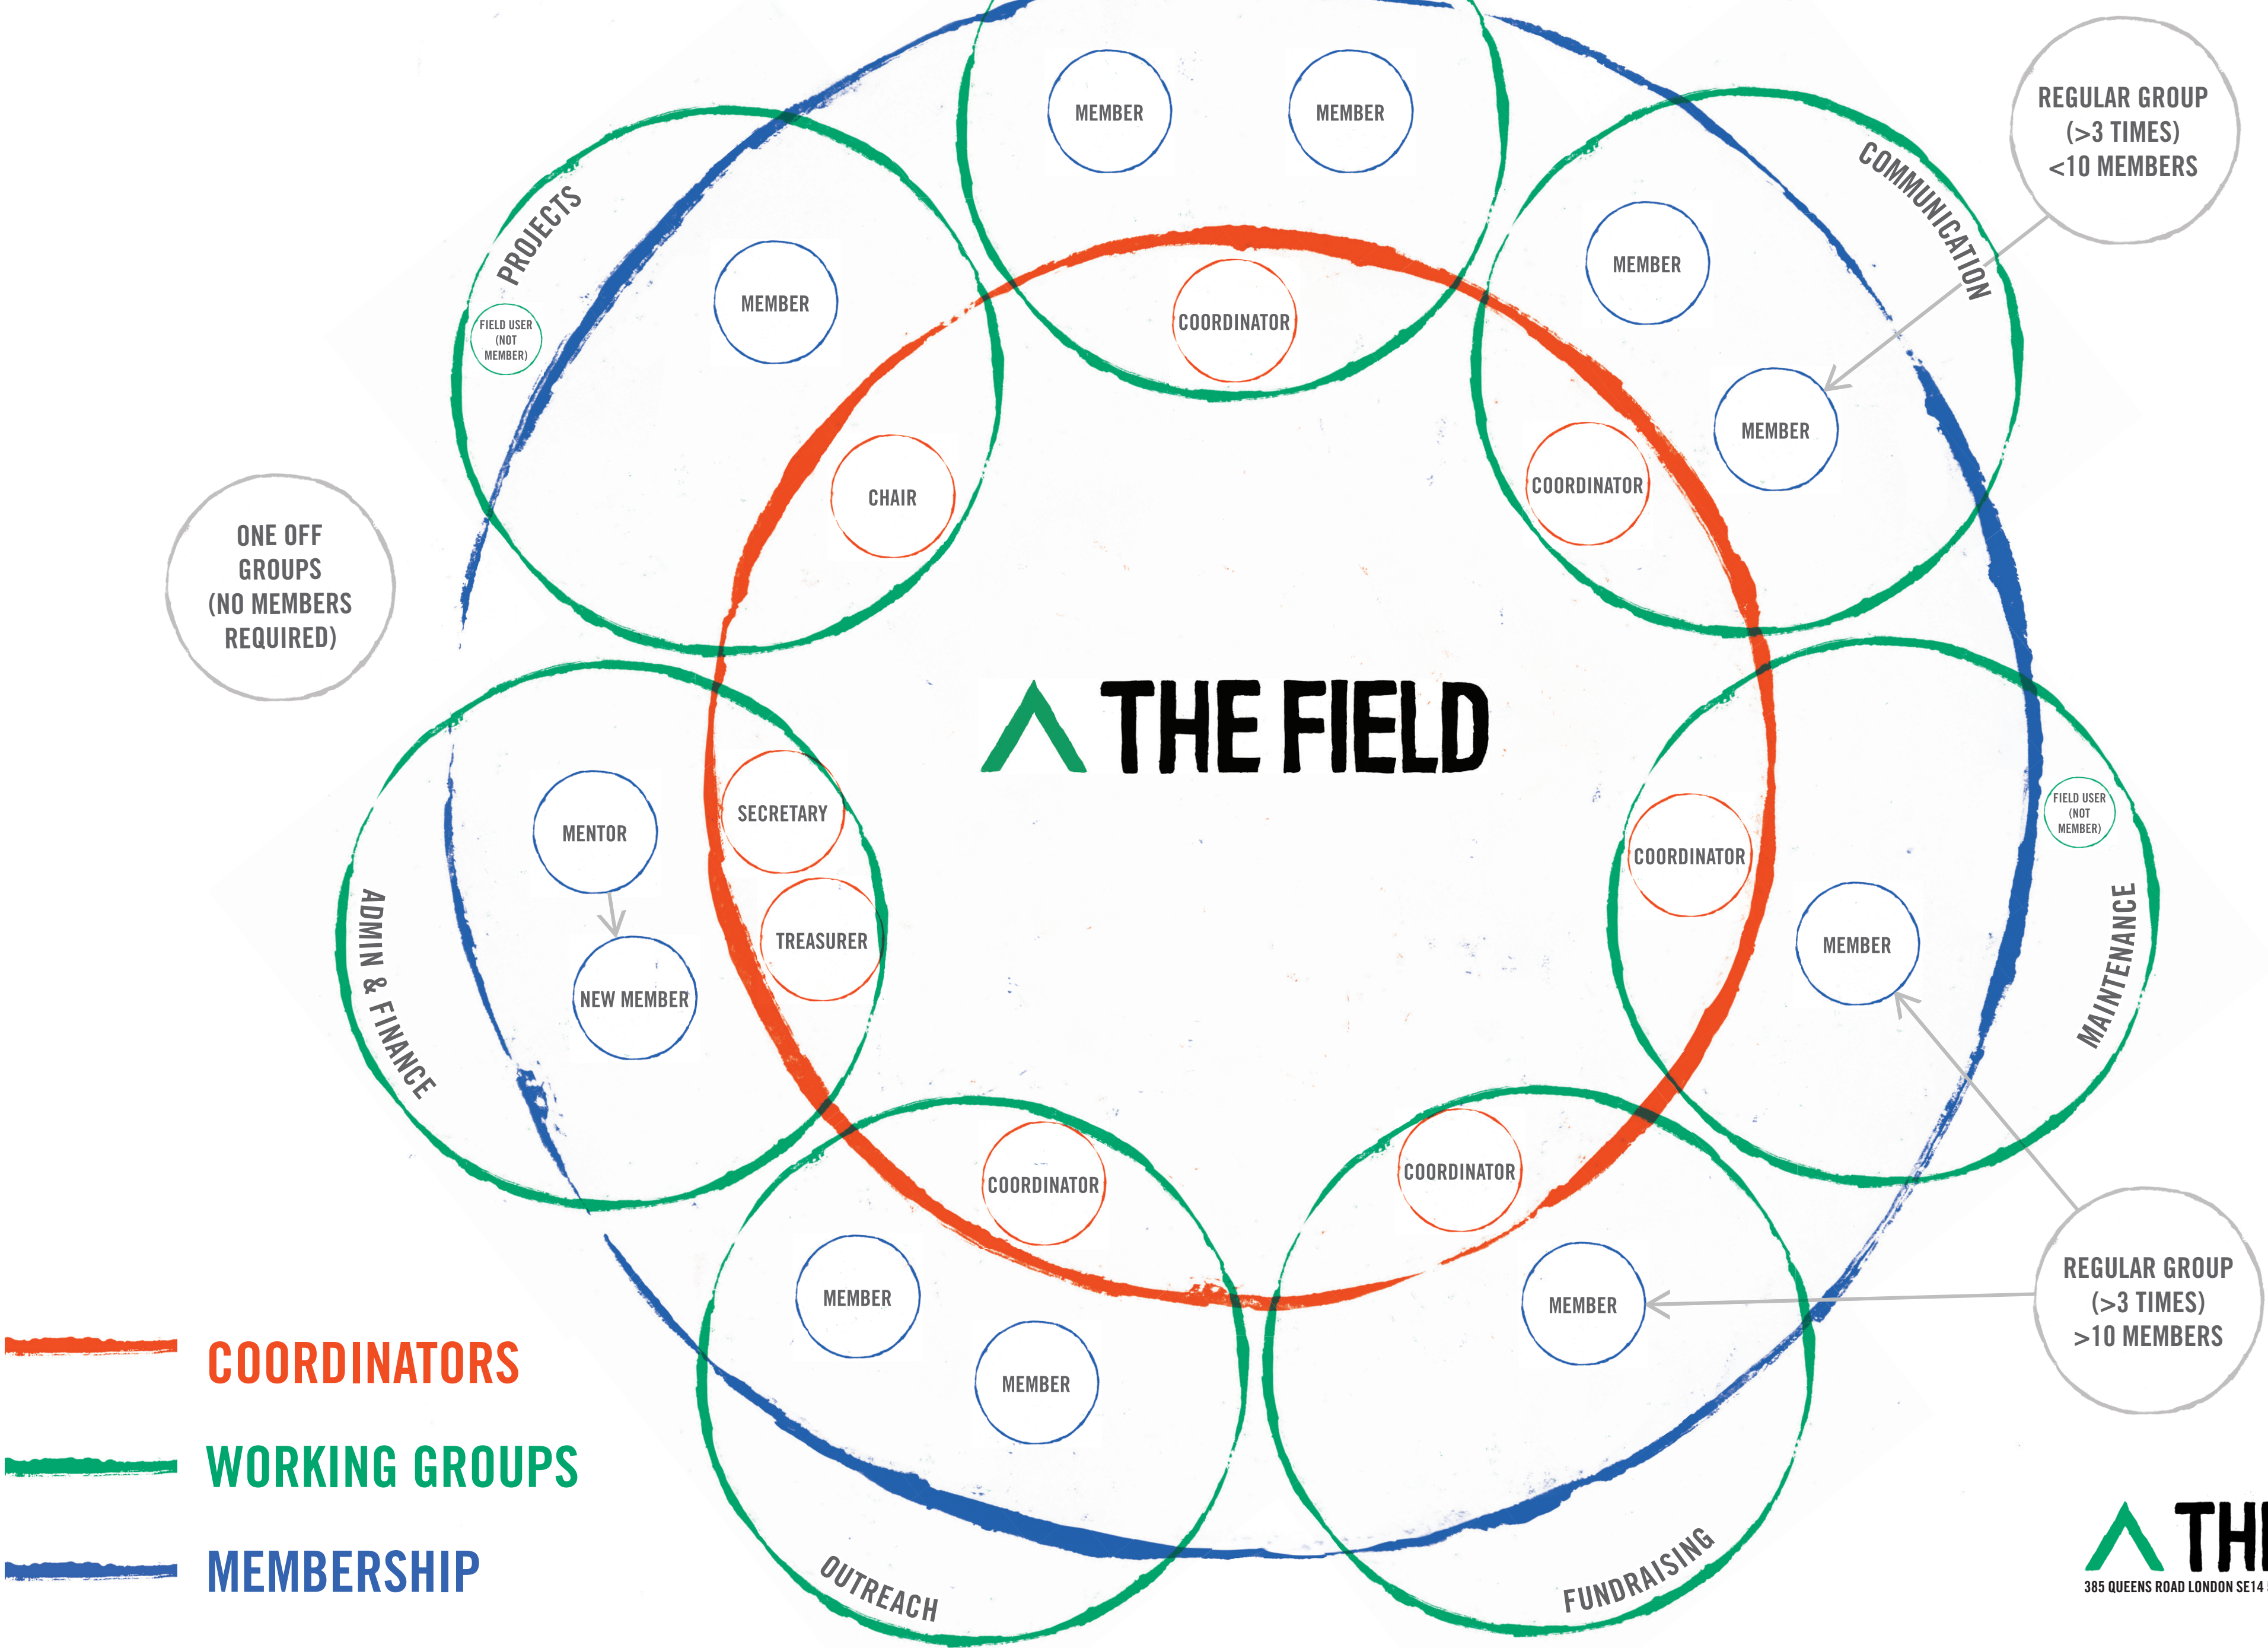 MEMBER
MEMBER
REGULAR GROUP
(>3 TIMES)
<10 MEMBERS
COMMUNICATION
PROJECTS
MEMBER
MEMBER
FIELD USER
(NOT
MEMBER)
COORDINATOR
MEMBER
CHAIR
COORDINATOR
ONE OFF
GROUPS
(NO MEMBERS
REQUIRED)
THE FIELD
MENTOR
SECRETARY
COORDINATOR
FIELD USER
(NOT
MEMBER)
ADMIN & FINANCE
TREASURER
NEW MEMBER
MEMBER
MAINTENANCE
COORDINATOR
COORDINATOR
MEMBER
MEMBER
MEMBER
REGULAR GROUP
(>3 TIMES)
>10 MEMBERS
COORDINATORS
WORKING GROUPS
MEMBERSHIP
OUTREACH
FUNDRAISING
385 QUEENS ROAD LONDON SE14